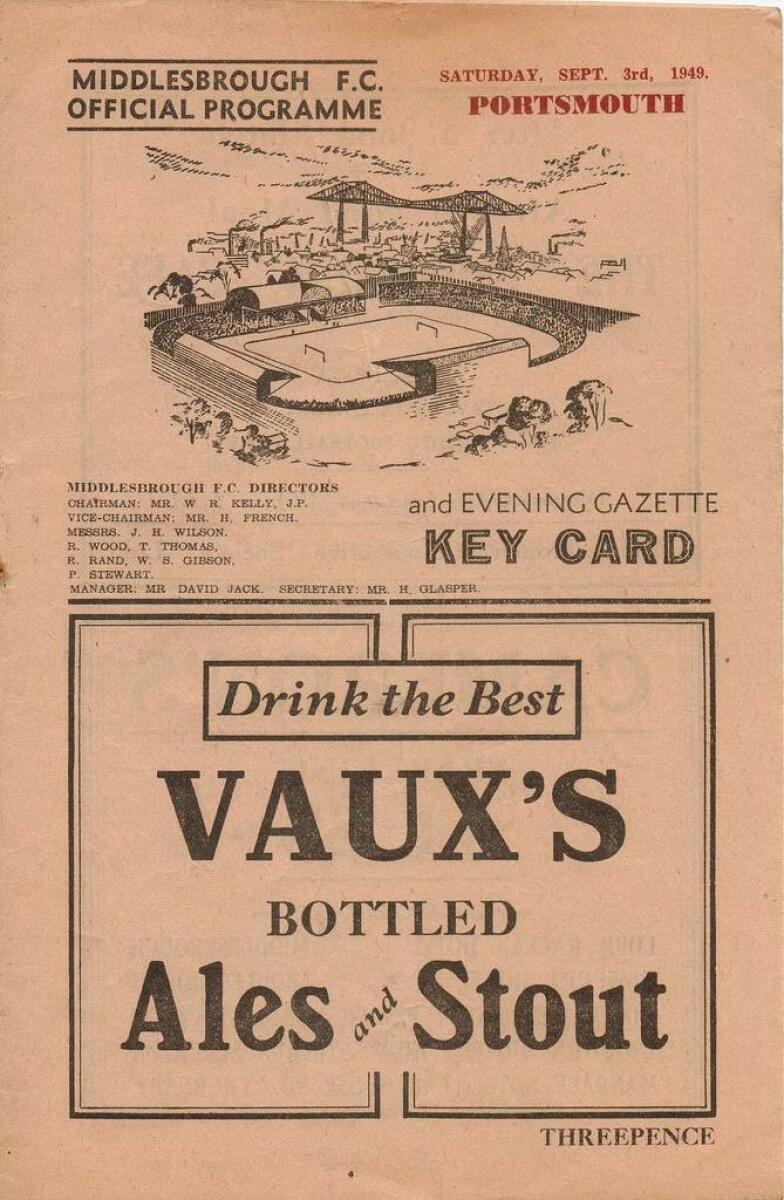 MIDDLESBROUGH F.C.
OFFICIAL PROGRAMME
SATURDAY, SEPT. 3rd, 1949.
PORTSMOUTH
MIDDLESBROUGH F.C. DIRECTORS
CHAIRMAN: MR. W R. KELLY, J.P.
VICE-CHAIRMAN: MR. H. FRENCH.
MESSRS. J. H. WILSON.
R. WOOD, T. THOMAS,
R. RAND, W. S. GIBSON,
P. STEWART.
MANAGER: MR DAVID JACK. SECRETARY: MR. H. GLASPER.
and EVENING GAZETTE
KEY CARD
Drink the Best
VAUX'S
BOTTLED
Ales and Stout
THREEPENCE